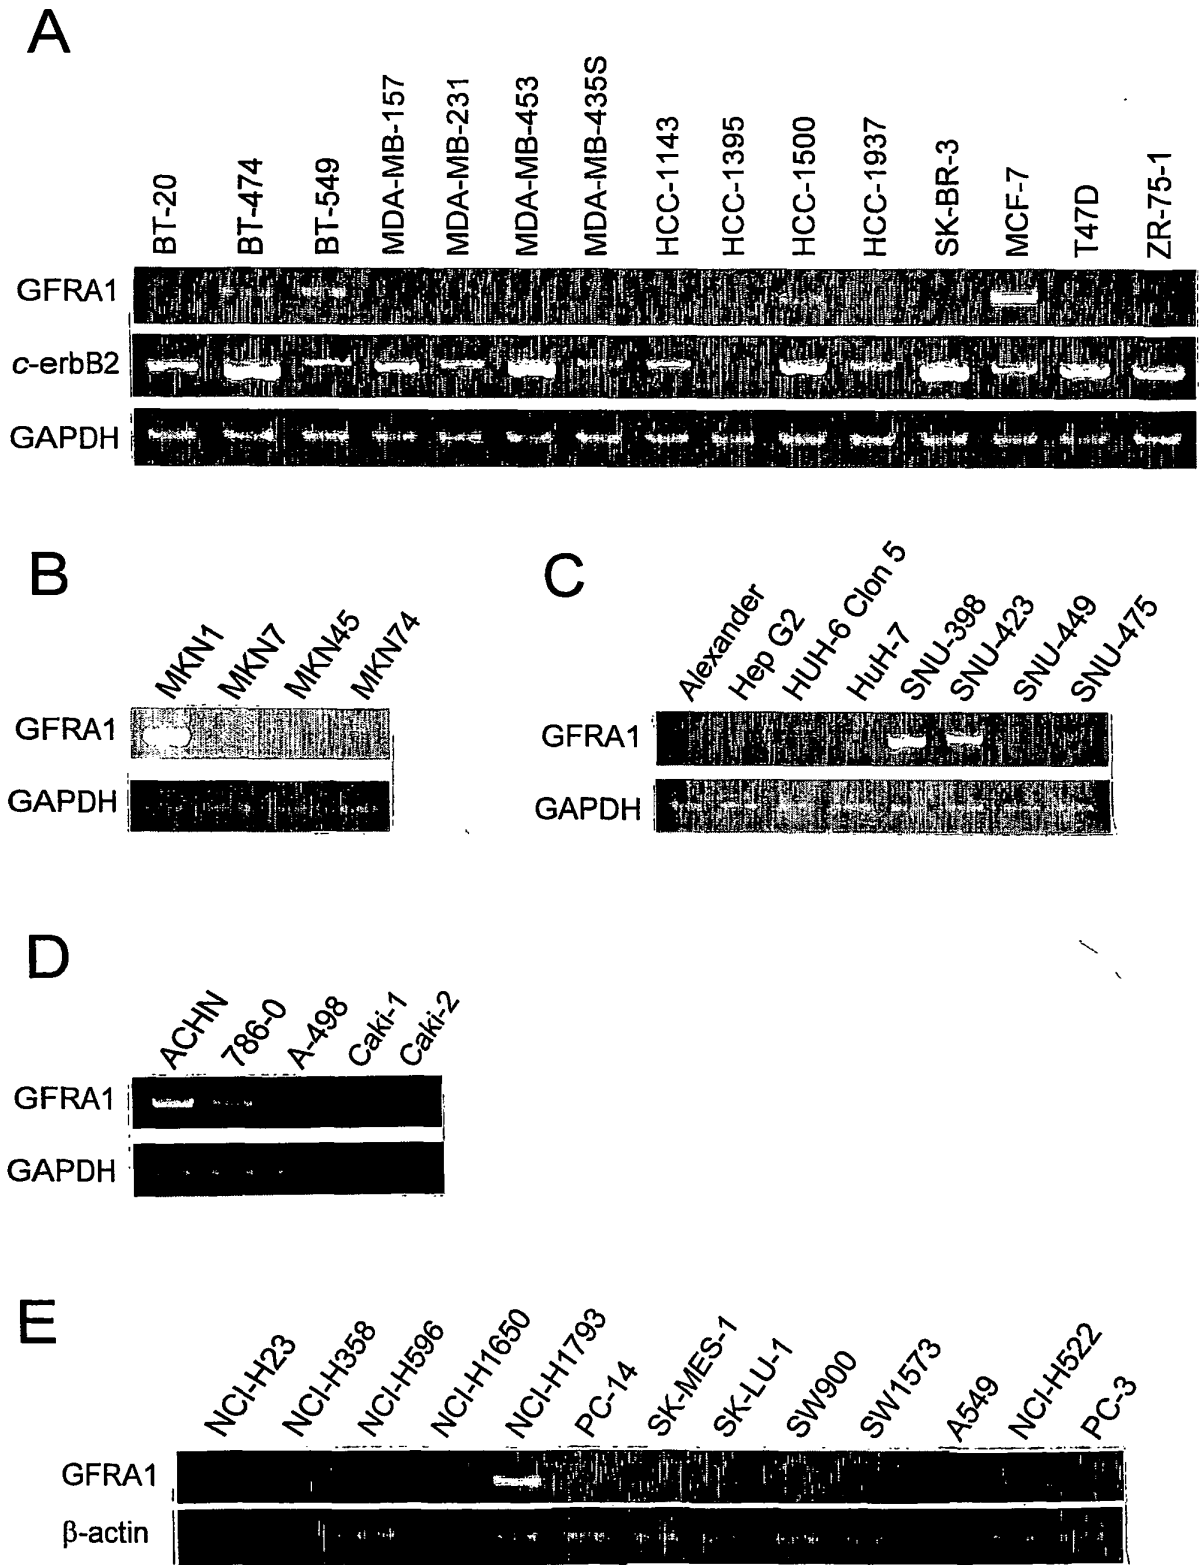 A
BT-20
BT-474
BT-549
MDA-MB-157
MDA-MB-231
MDA-MB-453
MDA-MB-435S
HCC-1143
HCC-1395
HCC-1500
HCC-1937
SK-BR-3
MCF-7
T47D
ZR-75-1
GFRA1
c-erbB2
GAPDH
B
MKN1
MKN7
MKN45
MKN74
GFRA1
GAPDH
C
Alexander
Hep G2
HUH-6 Clon 5
HuH-7
SNU-398
SNU-423
SNU-449
SNU-475
GFRA1
GAPDH
D
ACHN
786-0
A-498
Caki-1
Caki-2
GFRA1
GAPDH
E
NCI-H23
NCI-H358
NCI-H596
NCI-H1650
NCI-H1793
PC-14
SK-MES-1
SK-LU-1
SW900
SW1573
A549
NCI-H522
PC-3
GFRA1
β-actin